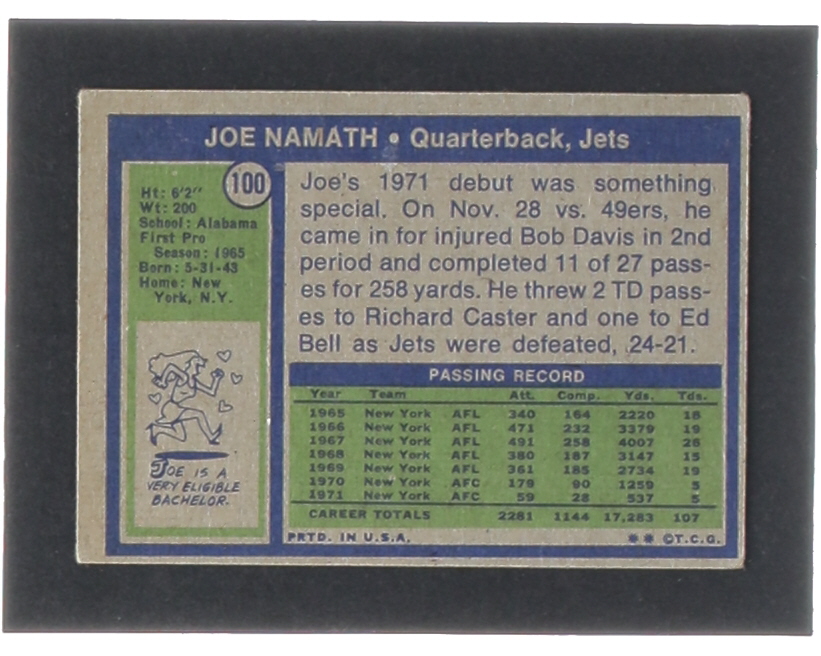 JOE NAMATH • Quarterback, Jets
100
Ht: 6'2"
Wt: 200
School: Alabama
First Pro
Season: 1965
Born: 5-31-43
Home: New
York, N.Y.
JOE IS A
VERY ELIGIBLE
BACHELOR.
Joe's 1971 debut was something
special. On Nov. 28 vs. 49ers, he
came in for injured Bob Davis in 2nd
period and completed 11 of 27 pass-
es for 258 yards. He threw 2 TD pass-
es to Richard Caster and one to Ed
Bell as Jets were defeated, 24-21.
PASSING RECORD
Year Team Att. Comp. Yds. Tds.
1965 New York AFL 340 164 2220 18
1966 New York AFL 471 232 3379 19
1967 New York AFL 491 258 4007 26
1968 New York AFL 380 187 3147 15
1969 New York AFL 361 185 2734 19
1970 New York AFC 179 90 1259 5
1971 New York AFC 59 28 537 5
CAREER TOTALS 2281 1144 17,283 107
PRTD. IN U.S.A. ** ©T.C.G.